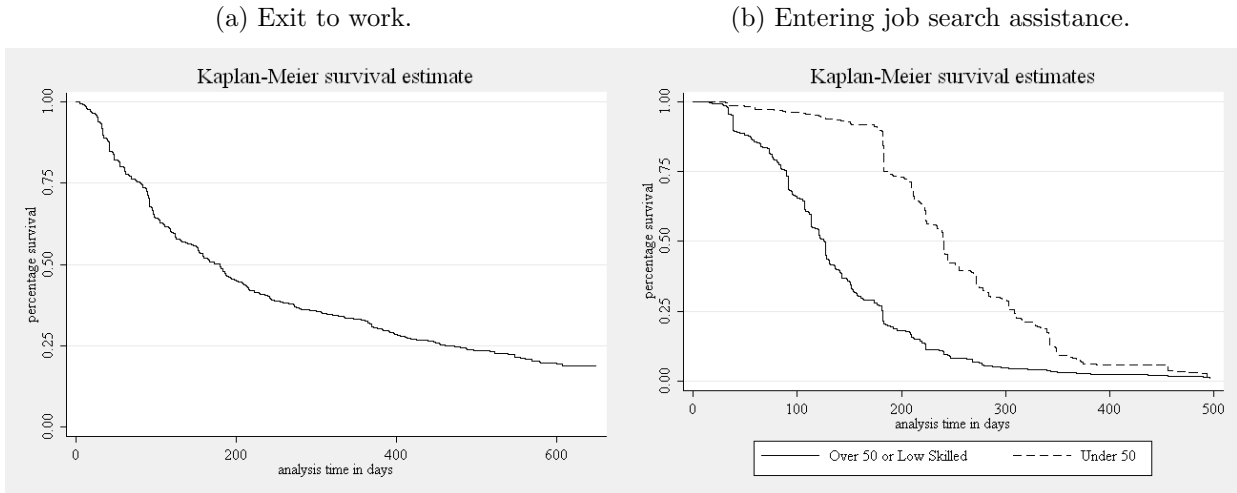 (a) Exit to work.
Kaplan-Meier survival estimate
percentage survival
1.00
0.75
0.50
0.25
0.00
0
200
400
600
analysis time in days
(b) Entering job search assistance.
Kaplan-Meier survival estimates
percentage survival
1.00
0.75
0.50
0.25
0.00
0
100
200
300
400
500
analysis time in days
Over 50 or Low Skilled
Under 50